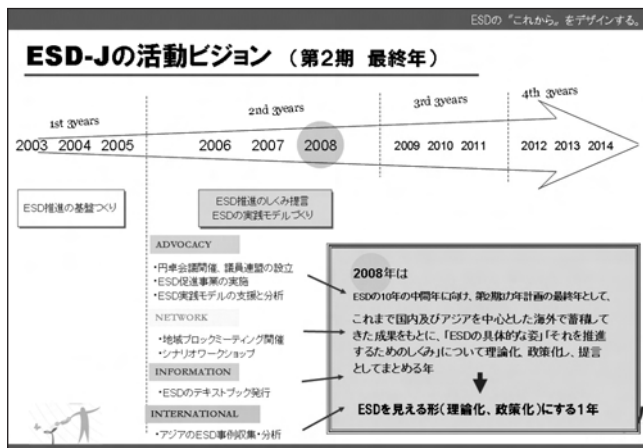 ESDの“これから”をデザインする。
ESD-Jの活動ビジョン （第2期 最終年）
1st 3years
2nd 3years
3rd 3years
4th 3years
2003 2004 2005
2006 2007 2008
2009 2010 2011
2012 2013 2014
ESD推進の基盤づくり
ESD推進のしくみ提言
ESDの実践モデルづくり
ADVOCACY
・円卓会議開催、議員連盟の設立
・ESD促進事業の実施
・ESD実践モデルの支援と分析
NETWORK
・地域ブロックミーティング開催
・シナリオワークショップ
INFORMATION
・ESDのテキストブック発行
INTERNATIONAL
・アジアのESD事例収集・分析
2008年は
ESDの10年の中間年に向け、第2期3カ年計画の最終年として、
これまで国内及びアジアを中心とした海外で蓄積して
きた成果をもとに、「ESDの具体的な姿」「それを推進
するためのしくみ」について理論化、政策化し、提言
としてまとめる年
ESDを見える形（理論化、政策化）にする1年